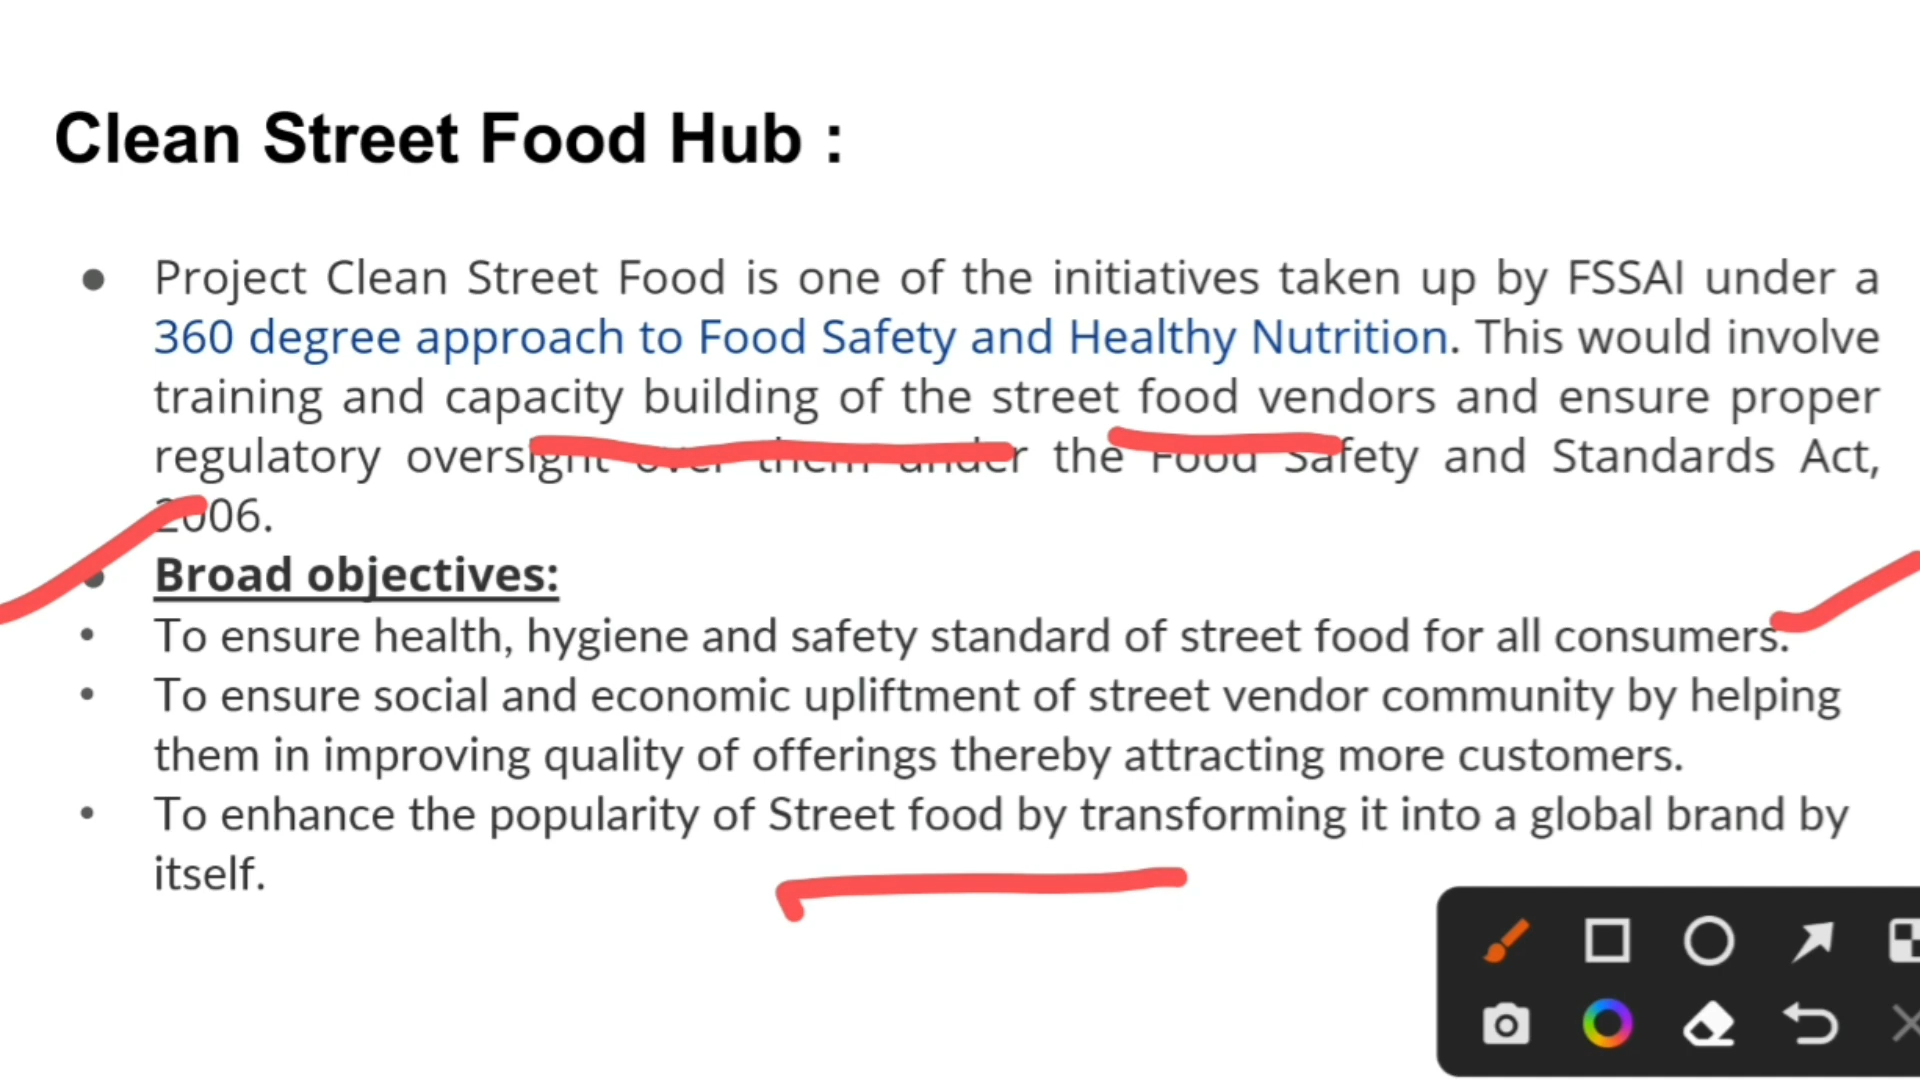 Clean Street Food Hub :
● Project Clean Street Food is one of the initiatives taken up by FSSAI under a
360 degree approach to Food Safety and Healthy Nutrition. This would involve
training and capacity building of the street food vendors and ensure proper
regulatory oversight over them under the Food Safety and Standards Act,
2006.
● Broad objectives:
• To ensure health, hygiene and safety standard of street food for all consumers.
• To ensure social and economic upliftment of street vendor community by helping
them in improving quality of offerings thereby attracting more customers.
• To enhance the popularity of Street food by transforming it into a global brand by
itself.